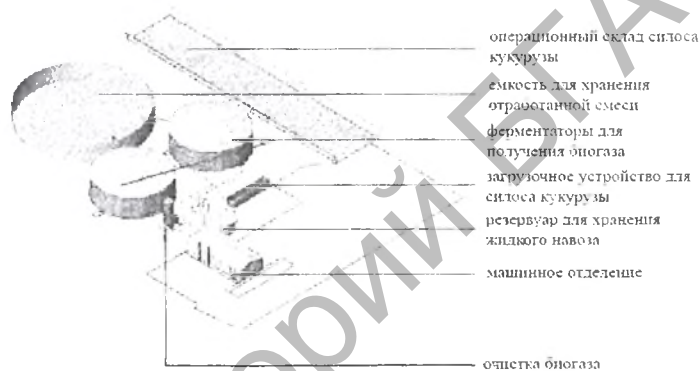 операционный склад силоса
кукурузы
емкость для хранения
отработанной смеси
ферментаторы для
получения биогаза
загрузочное устройство для
силоса кукурузы
резервуар для хранения
жидкого навоза
машинное отделение
очистка биогаза